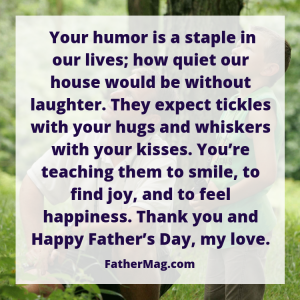 Your humor is a staple in
our lives; how quiet our
house would be without
laughter. They expect tickles
with your hugs and whiskers
with your kisses. You’re
teaching them to smile, to
find joy, and to feel
happiness. Thank you and
Happy Father’s Day, my love.
FatherMag.com